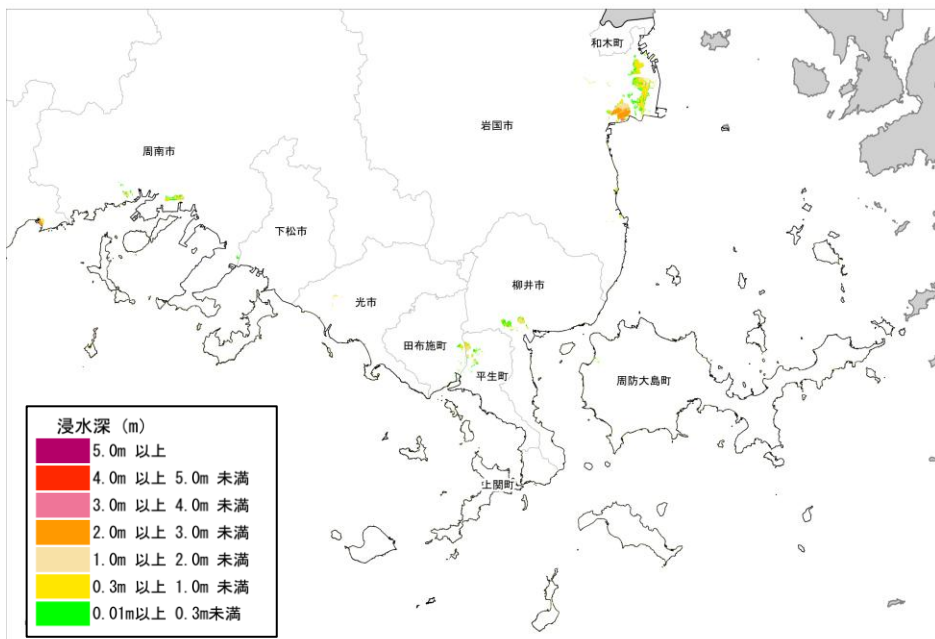 和木町
岩国市
周南市
下松市
柳井市
光市
田布施町
平生町
周防大島町
上関町
浸水深 (m)
5.0m 以上
4.0m 以上 5.0m 未満
3.0m 以上 4.0m 未満
2.0m 以上 3.0m 未満
1.0m 以上 2.0m 未満
0.3m 以上 1.0m 未満
0.01m以上 0.3m未満